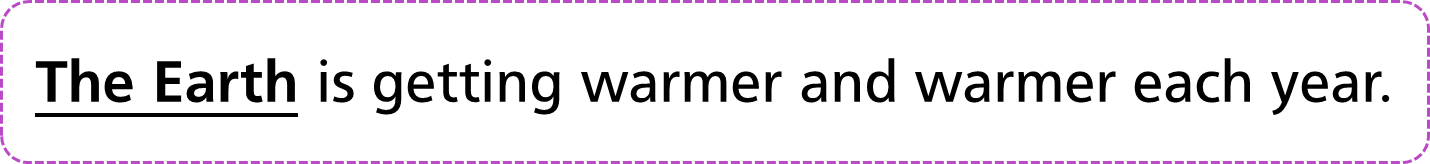 The Earth is getting warmer and warmer each year.